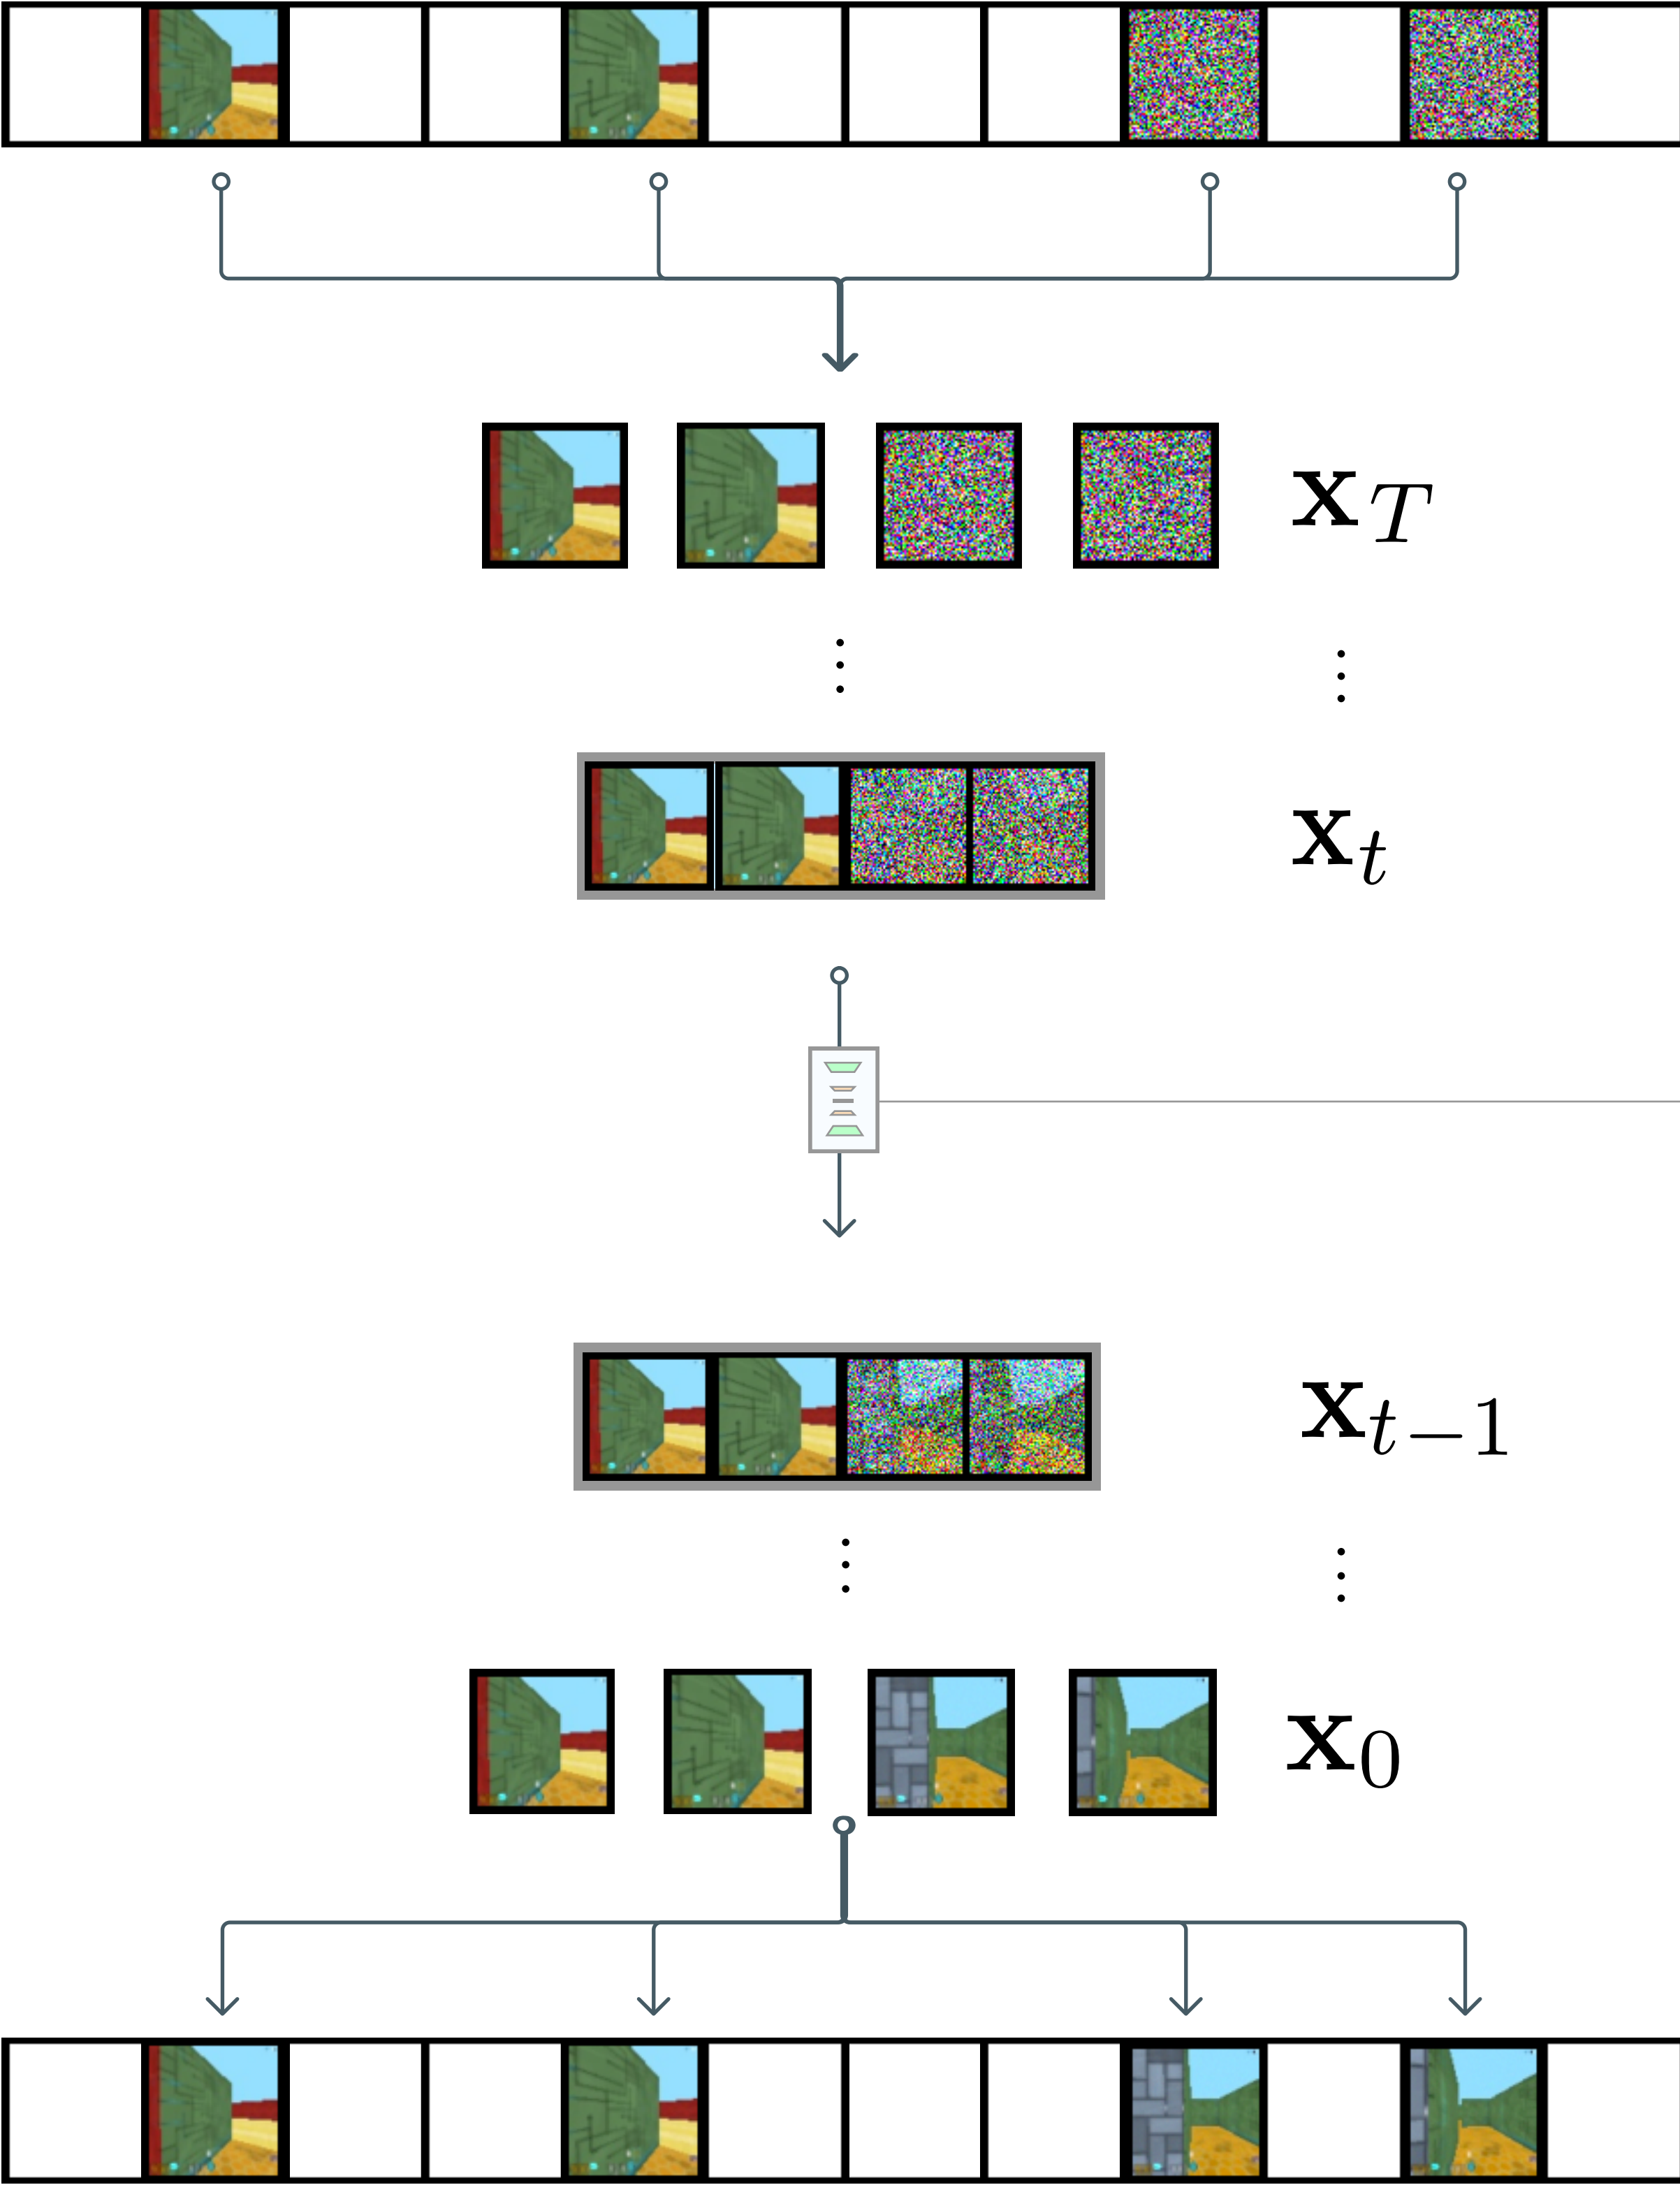 x_T
⋮ ⋮
x_t
x_{t−1}
⋮ ⋮
x_0